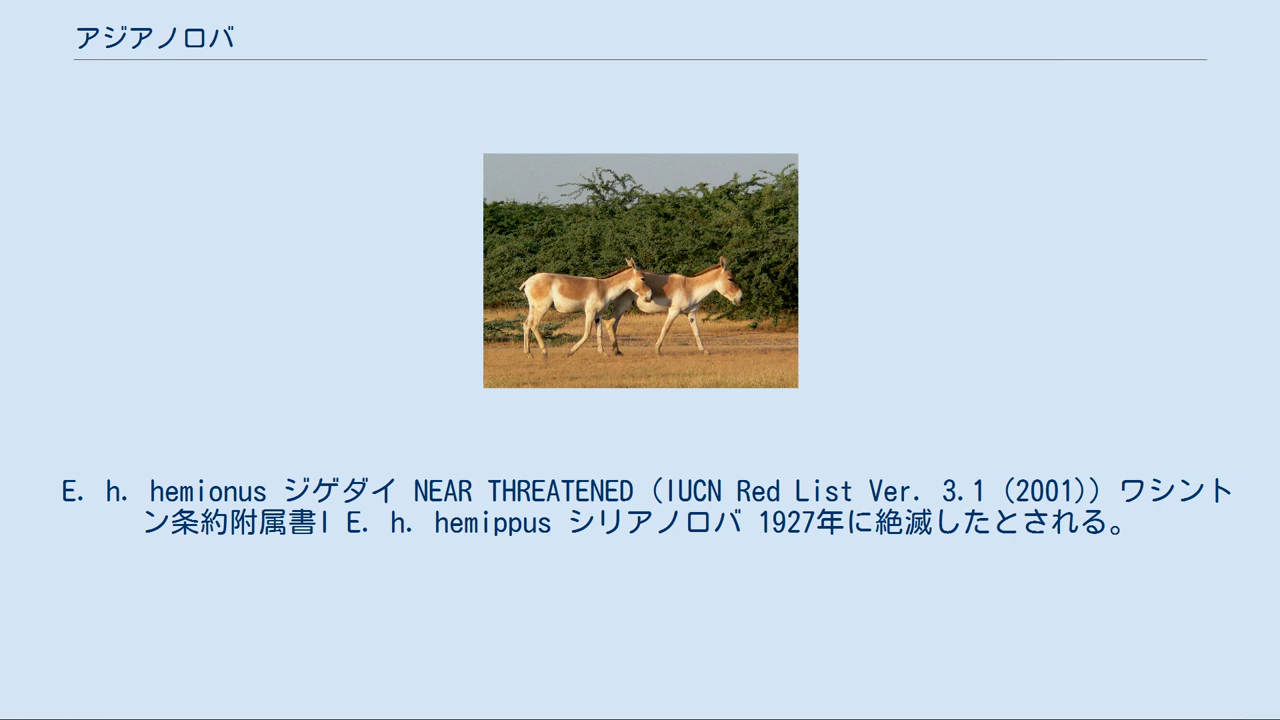 アジアノロバ
E. h. hemionus ジゲダイ NEAR THREATENED (IUCN Red List Ver. 3.1 (2001)) ワシント
ン条約附属書I E. h. hemippus シリアノロバ 1927年に絶滅したとされる。